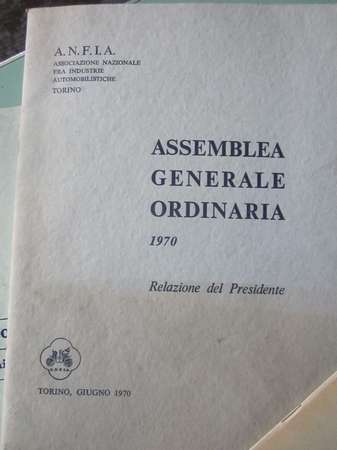 A.N.F.I.A.
ASSOCIAZIONE NAZIONALE
FRA INDUSTRIE
AUTOMOBILISTICHE
TORINO
ASSEMBLEA
GENERALE
ORDINARIA
1970
Relazione del Presidente
A.N.F.I.A.
TORINO, GIUGNO 1970